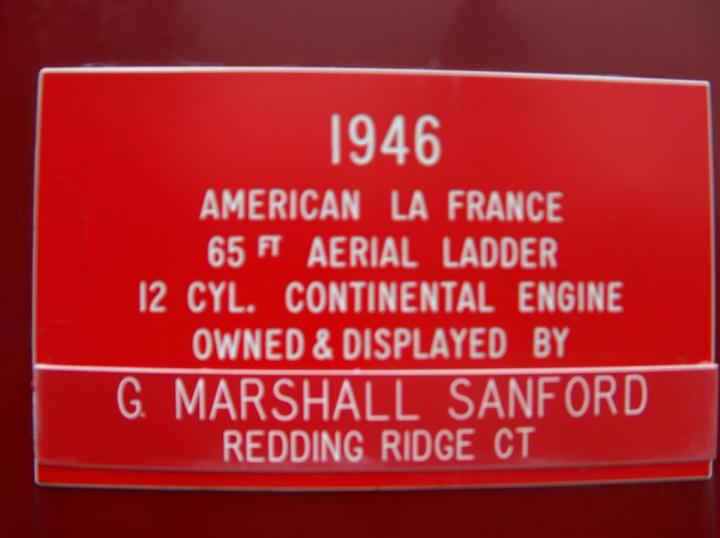 1946
AMERICAN LA FRANCE
65 FT AERIAL LADDER
12 CYL. CONTINENTAL ENGINE
OWNED & DISPLAYED BY
G. MARSHALL SANFORD
REDDING RIDGE CT